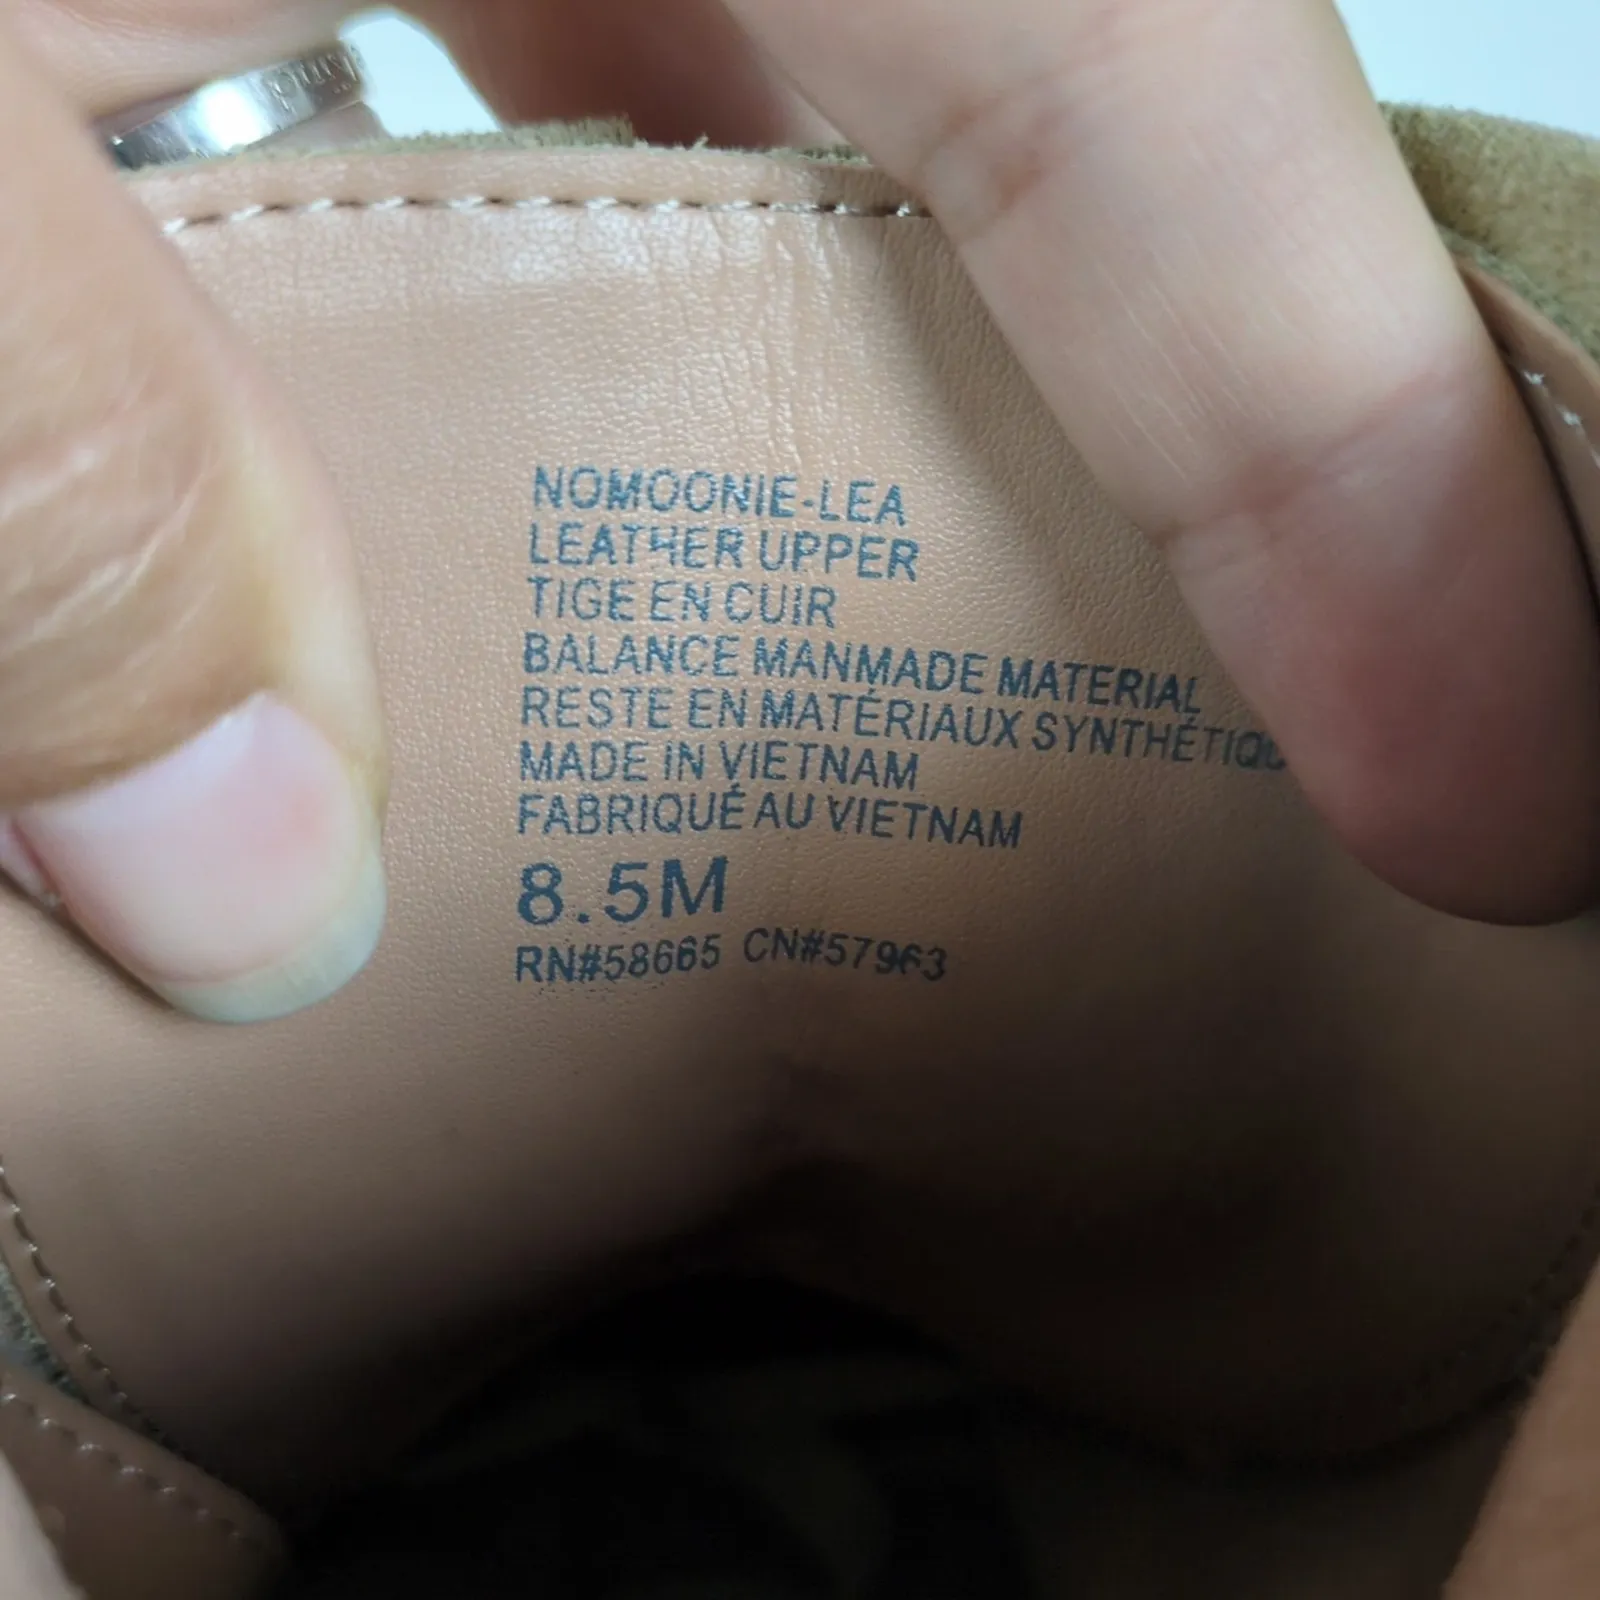 NOMOONIE-LEA
LEATHER UPPER
TIGE EN CUIR
BALANCE MANMADE MATERIAL
RESTE EN MATÉRIAUX
MADE IN VIETNAM
FABRIQUÉ AU VIETNAM
8.5M
RN#58665 CN#57963